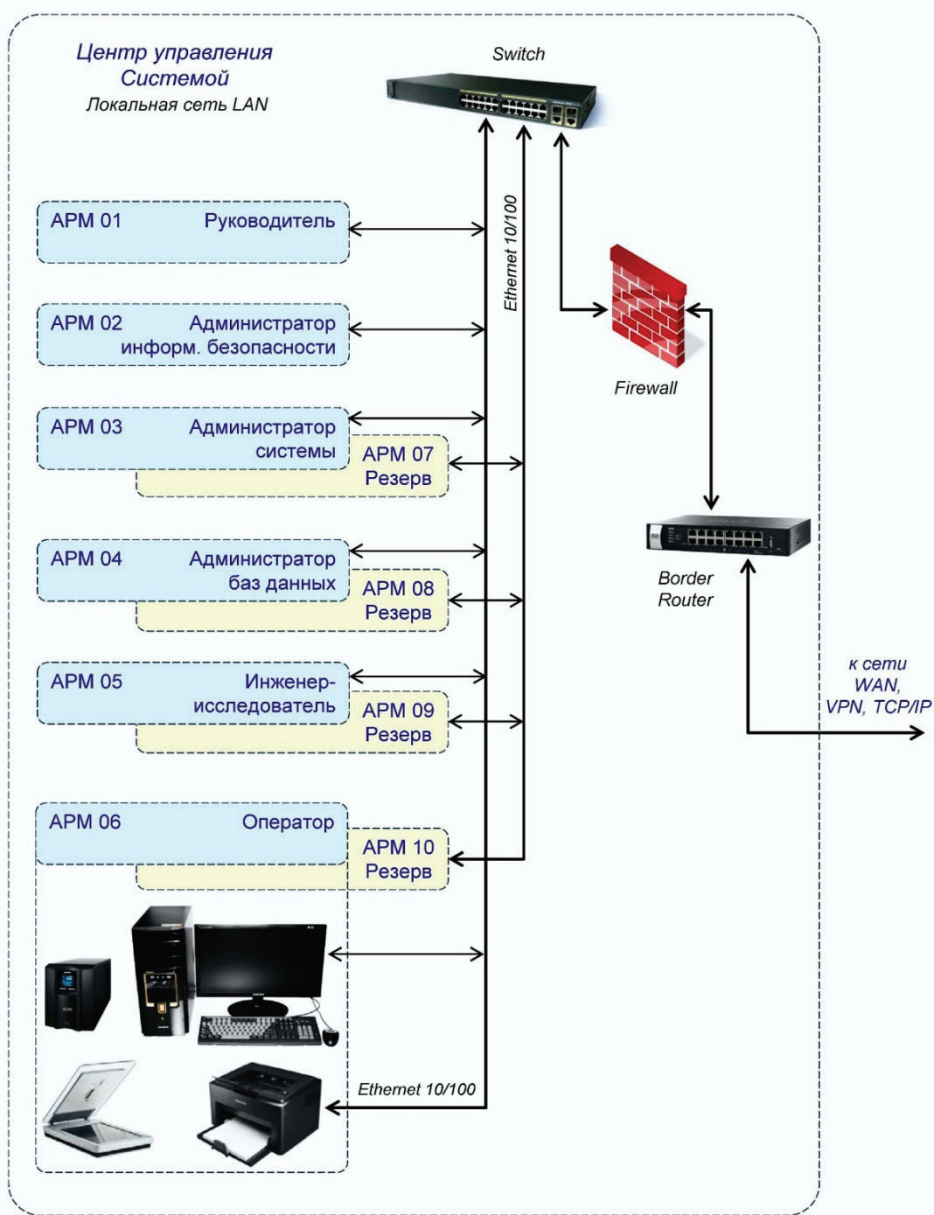 Центр управления
Системой
Локальная сеть LAN
Switch
АРМ 01 Руководитель
Ethernet 10/100
АРМ 02 Администратор
информ. безопасности
Firewall
АРМ 03 Администратор
системы
АРМ 07
Резерв
АРМ 04 Администратор
баз данных
АРМ 08
Резерв
Border
Router
АРМ 05 Инженер-
исследователь
АРМ 09
Резерв
к сети
WAN,
VPN, TCP/IP
АРМ 06 Оператор
АРМ 10
Резерв
Ethernet 10/100